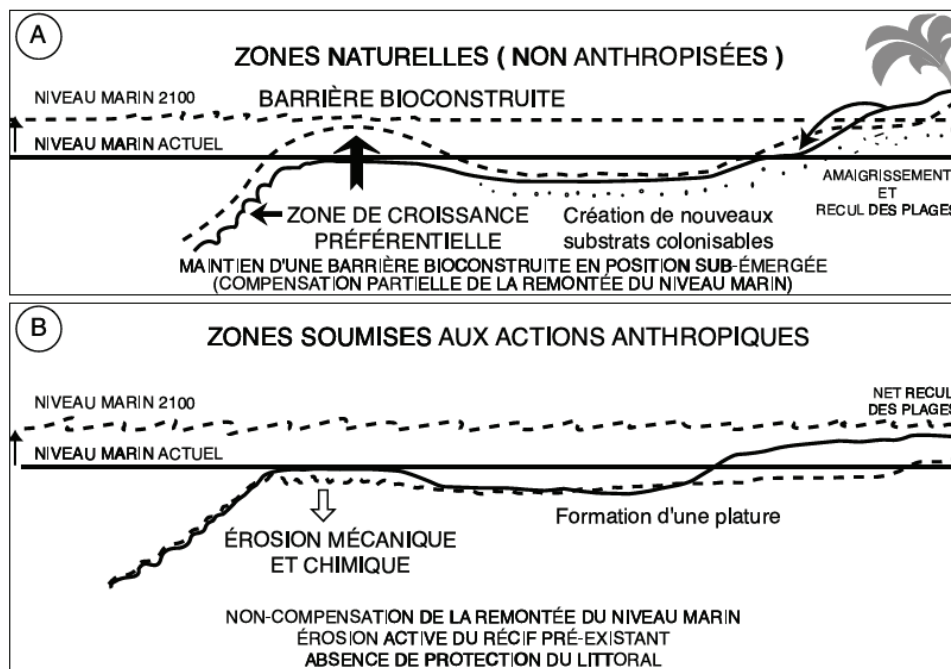 A
ZONES NATURELLES ( NON ANTHROPISÉES )
NIVEAU MARIN 2100
BARRIÈRE BIOCONSTRUITE
NIVEAU MARIN ACTUEL
AMAIGRISSEMENT
ET
RECUL DES PLAGES
ZONE DE CROISSANCE
PRÉFÉRENTIELLE
Création de nouveaux
substrats colonisables
MAINTIEN D'UNE BARRIÈRE BIOCONSTRUITE EN POSITION SUB-ÉMERGÉE
(COMPENSATION PARTIELLE DE LA REMONTÉE DU NIVEAU MARIN)
B
ZONES SOUMISES AUX ACTIONS ANTHROPIQUES
NIVEAU MARIN 2100
NET RECUL
DES PLAGES
NIVEAU MARIN ACTUEL
Formation d'une plature
ÉROSION MÉCANIQUE
ET CHIMIQUE
NON-COMPENSATION DE LA REMONTÉE DU NIVEAU MARIN
ÉROSION ACTIVE DU RÉCIF PRÉ-EXISTANT
ABSENCE DE PROTECTION DU LITTORAL